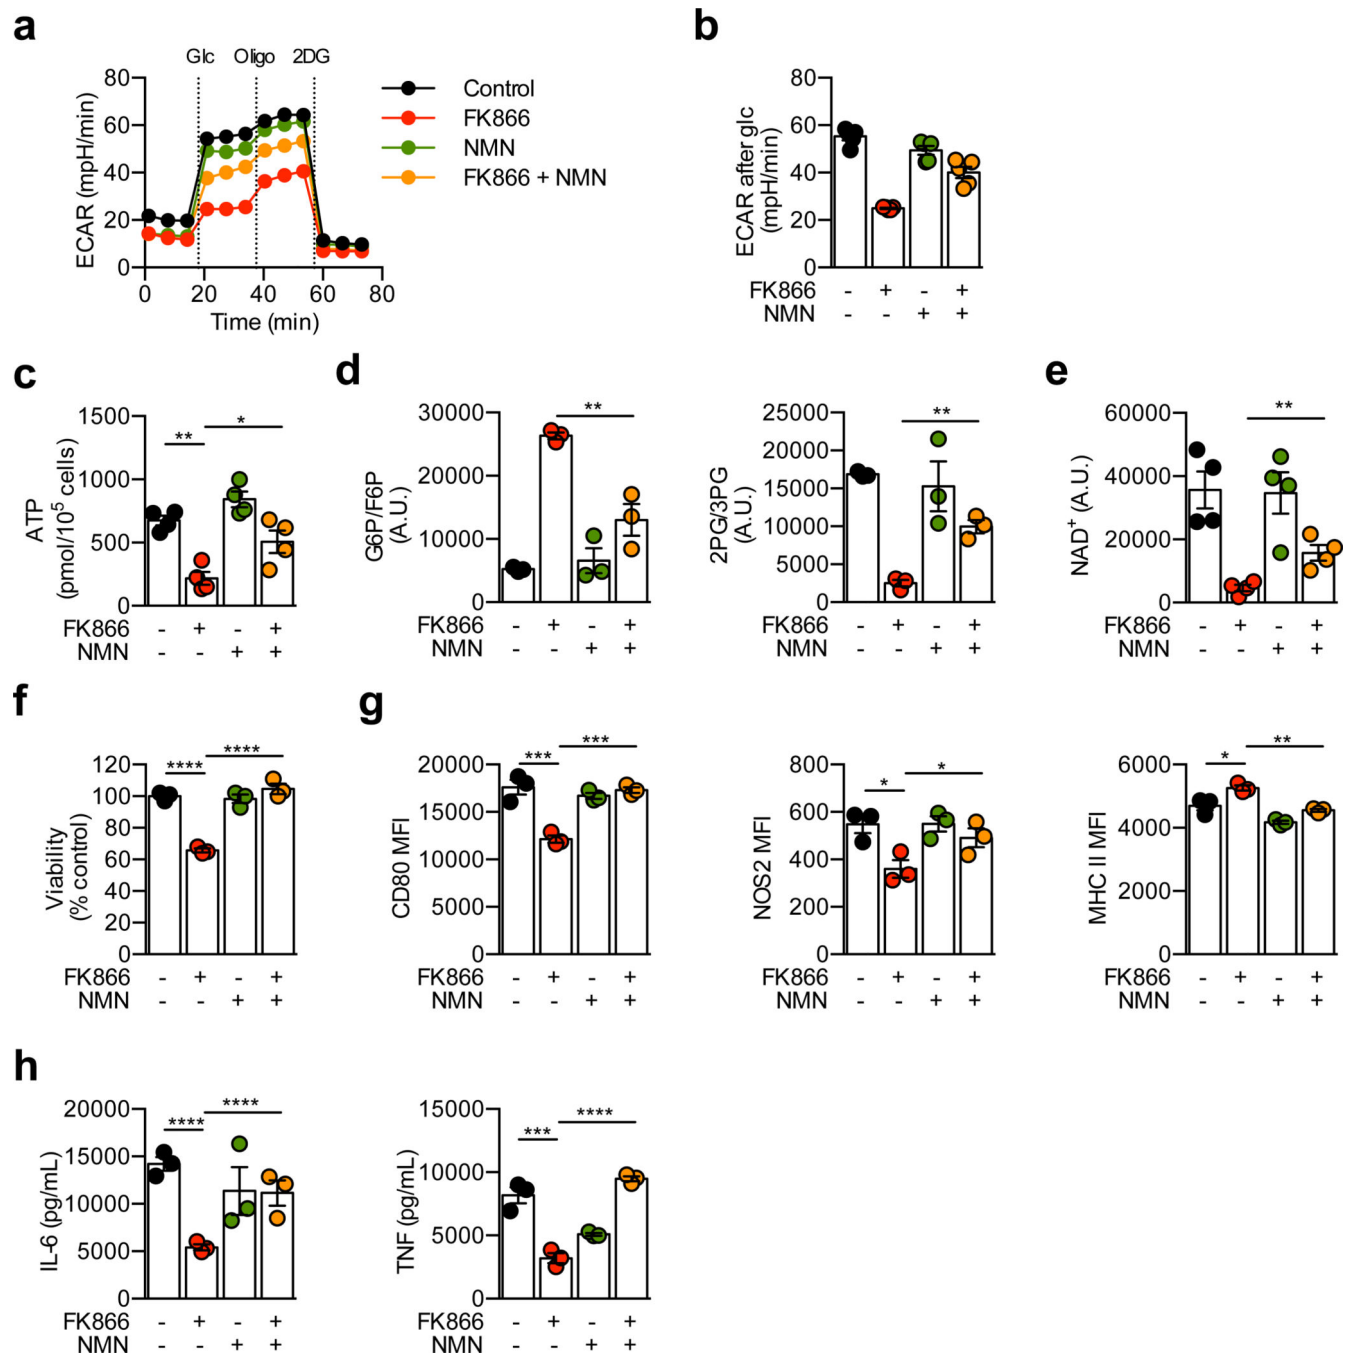 a
Glc Oligo 2DG
80
60
40
20
0
ECAR (mpH/min)
0 20 40 60 80
Time (min)
Control
FK866
NMN
FK866 + NMN
b
80
60
40
20
0
ECAR after glc
(mpH/min)
FK866 - + - +
NMN - - + +
c
1500
1000
500
0
ATP
(pmol/10⁵ cells)
** *
FK866 - + - +
NMN - - + +
d
30000
20000
10000
0
G6P/F6P
(A.U.)
**
FK866 - + - +
NMN - - + +
25000
20000
15000
10000
5000
0
2PG/3PG
(A.U.)
**
FK866 - + - +
NMN - - + +
e
60000
40000
20000
0
NAD⁺ (A.U.)
**
FK866 - + - +
NMN - - + +
f
120
100
80
60
40
20
0
Viability
(% control)
**** ****
FK866 - + - +
NMN - - + +
g
20000
15000
10000
5000
0
CD80 MFI
*** ***
FK866 - + - +
NMN - - + +
800
600
400
200
0
NOS2 MFI
* *
FK866 - + - +
NMN - - + +
6000
4000
2000
0
MHC II MFI
* **
FK866 - + - +
NMN - - + +
h
20000
15000
10000
5000
0
IL-6 (pg/mL)
**** ****
FK866 - + - +
NMN - - + +
15000
10000
5000
0
TNF (pg/mL)
*** ****
FK866 - + - +
NMN - - + +